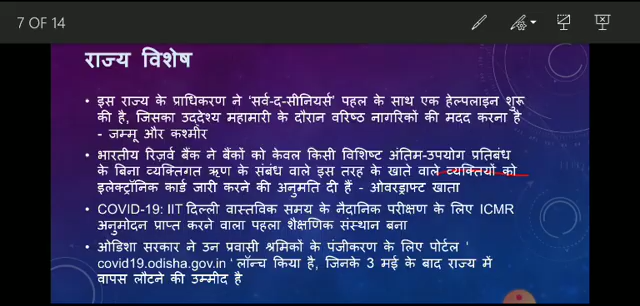 7 OF 14
राज्य विशेष
• इस राज्य के प्राधिकरण ने 'सर्व-द-सीनियर्स' पहल के साथ एक हेल्पलाइन शुरू
की है, जिसका उददेश्य महामारी के दौरान वरिष्ठ नागरिकों की मदद करना है
- जम्मू और कश्मीर
• भारतीय रिज़र्व बैंक ने बैंकों को केवल किसी विशिष्ट अंतिम-उपयोग प्रतिबंध
के बिना व्यक्तिगत ऋण के संबंध वाले इस तरह के खाते वाले व्यक्तियों को
इलेक्ट्रॉनिक कार्ड जारी करने की अनुमति दी हैं - ओवरड्राफ्ट खाता
• COVID-19: IIT दिल्ली वास्तविक समय के नैदानिक परीक्षण के लिए ICMR
अनुमोदन प्राप्त करने वाला पहला शैक्षणिक संस्थान बना
• ओडिशा सरकार ने उन प्रवासी श्रमिकों के पंजीकरण के लिए पोर्टल '
covid19.odisha.gov.in ' लॉन्च किया है, जिनके 3 मई के बाद राज्य में
वापस लौटने की उम्मीद है